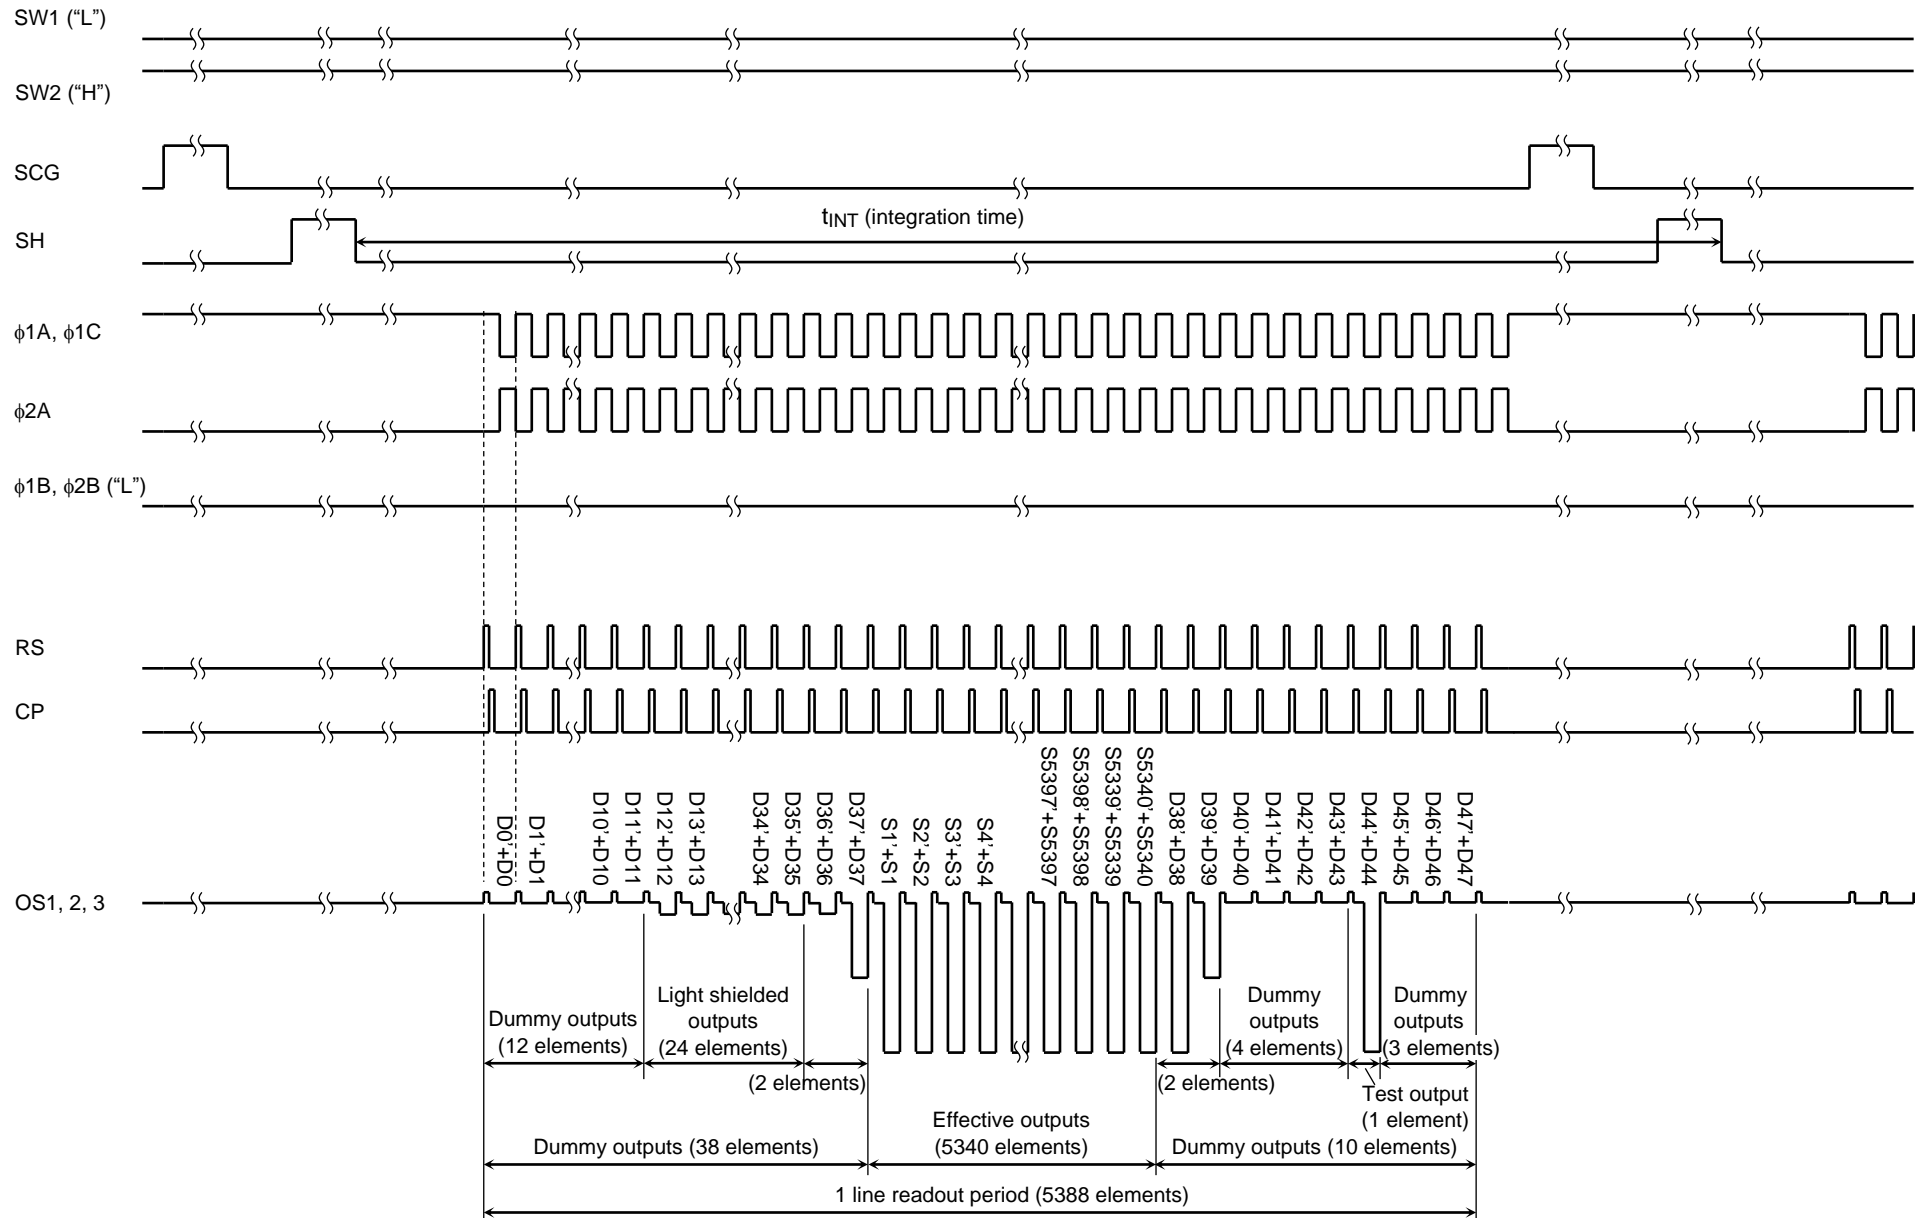 SW1 (“L”)
SW2 (“H”)
SCG
SH
tINT (integration time)
ϕ1A, ϕ1C
ϕ2A
ϕ1B, ϕ2B (“L”)
RS
CP
OS1, 2, 3
D0’+D0
D1’+D1
D10’+D10
D11’+D11
D12’+D12
D13’+D13
D34’+D34
D35’+D35
D36’+D36
D37’+D37
S1’+S1
S2’+S2
S3’+S3
S4’+S4
S5397’+S5397
S5398’+S5398
S5339’+S5339
S5340’+S5340
D38’+D38
D39’+D39
D40’+D40
D41’+D41
D42’+D42
D43’+D43
D44’+D44
D45’+D45
D46’+D46
D47’+D47
Dummy outputs
(12 elements)
Light shielded
outputs
(24 elements)
(2 elements)
(2 elements)
Dummy
outputs
(4 elements)
Dummy
outputs
(3 elements)
Test output
(1 element)
Dummy outputs (38 elements)
Effective outputs
(5340 elements)
Dummy outputs (10 elements)
1 line readout period (5388 elements)